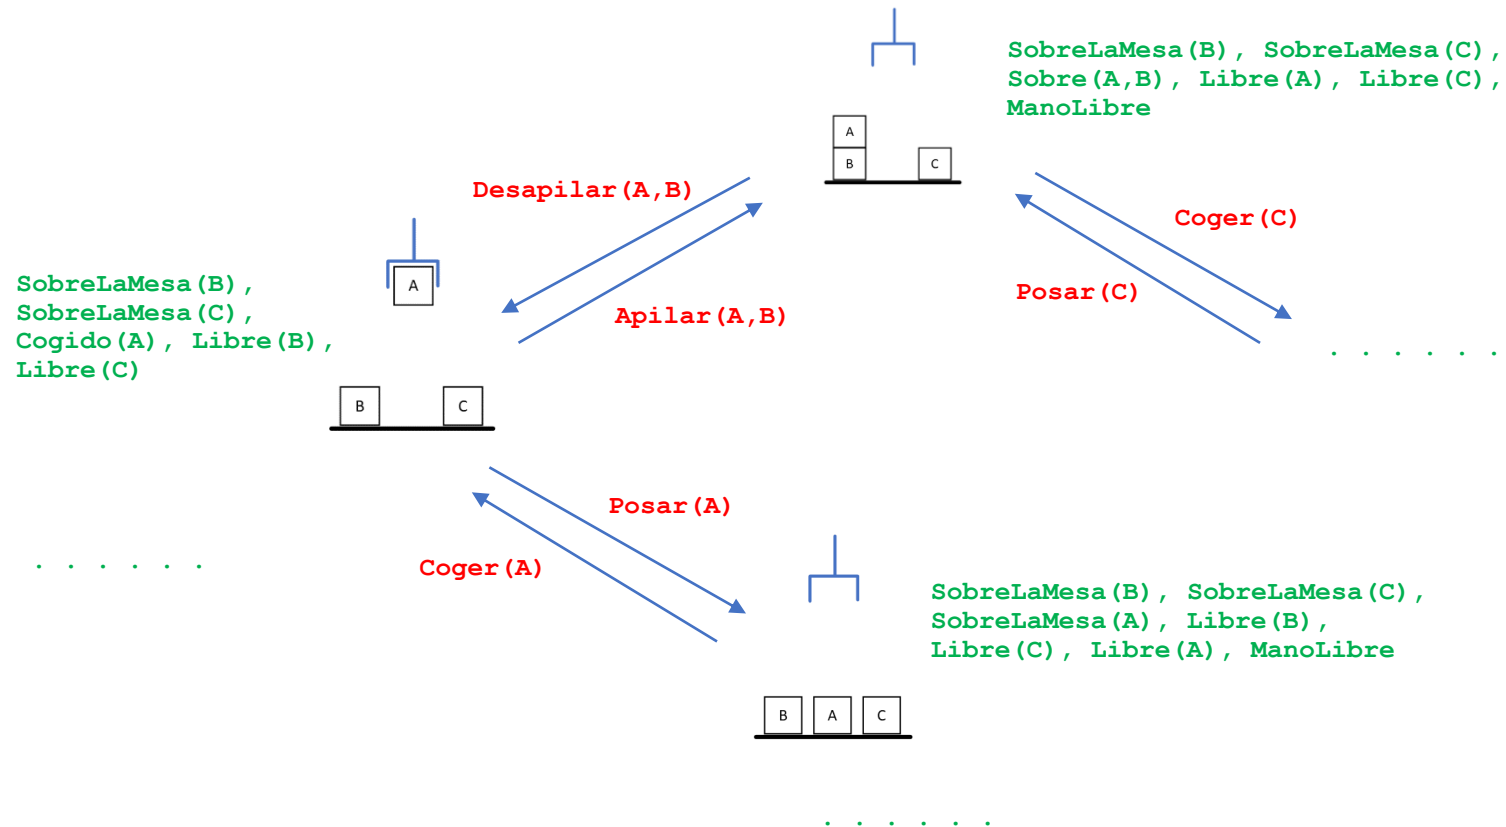 SobreLaMesa(B), SobreLaMesa(C),
Sobre(A,B), Libre(A), Libre(C),
ManoLibre
A
B
C
Desapilar(A,B)
Apilar(A,B)
Coger(C)
Posar(C)
. . . . . .
SobreLaMesa(B),
SobreLaMesa(C),
Cogido(A), Libre(B),
Libre(C)
A
B
C
Posar(A)
Coger(A)
. . . . . .
SobreLaMesa(B), SobreLaMesa(C),
SobreLaMesa(A), Libre(B),
Libre(C), Libre(A), ManoLibre
B A C
. . . . . .